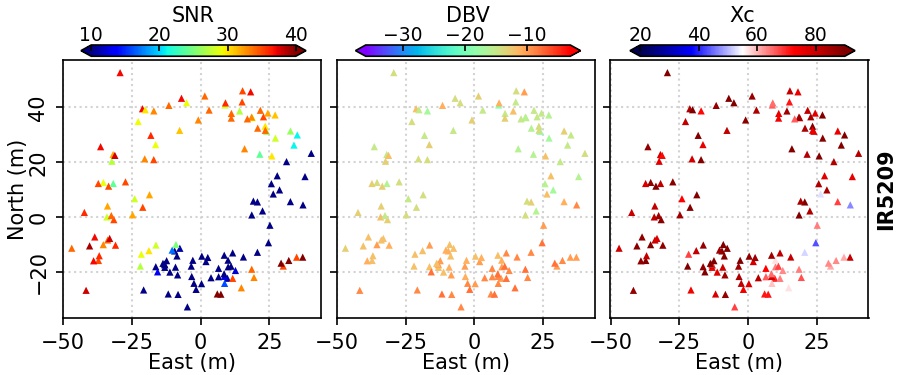 SNR DBV Xc
10 20 30 40 −30 −20 −10 20 40 60 80
40
20
0
−20
North (m)
IR5209
−50 −25 0 25 −50 −25 0 25 −50 −25 0 25
East (m) East (m) East (m)